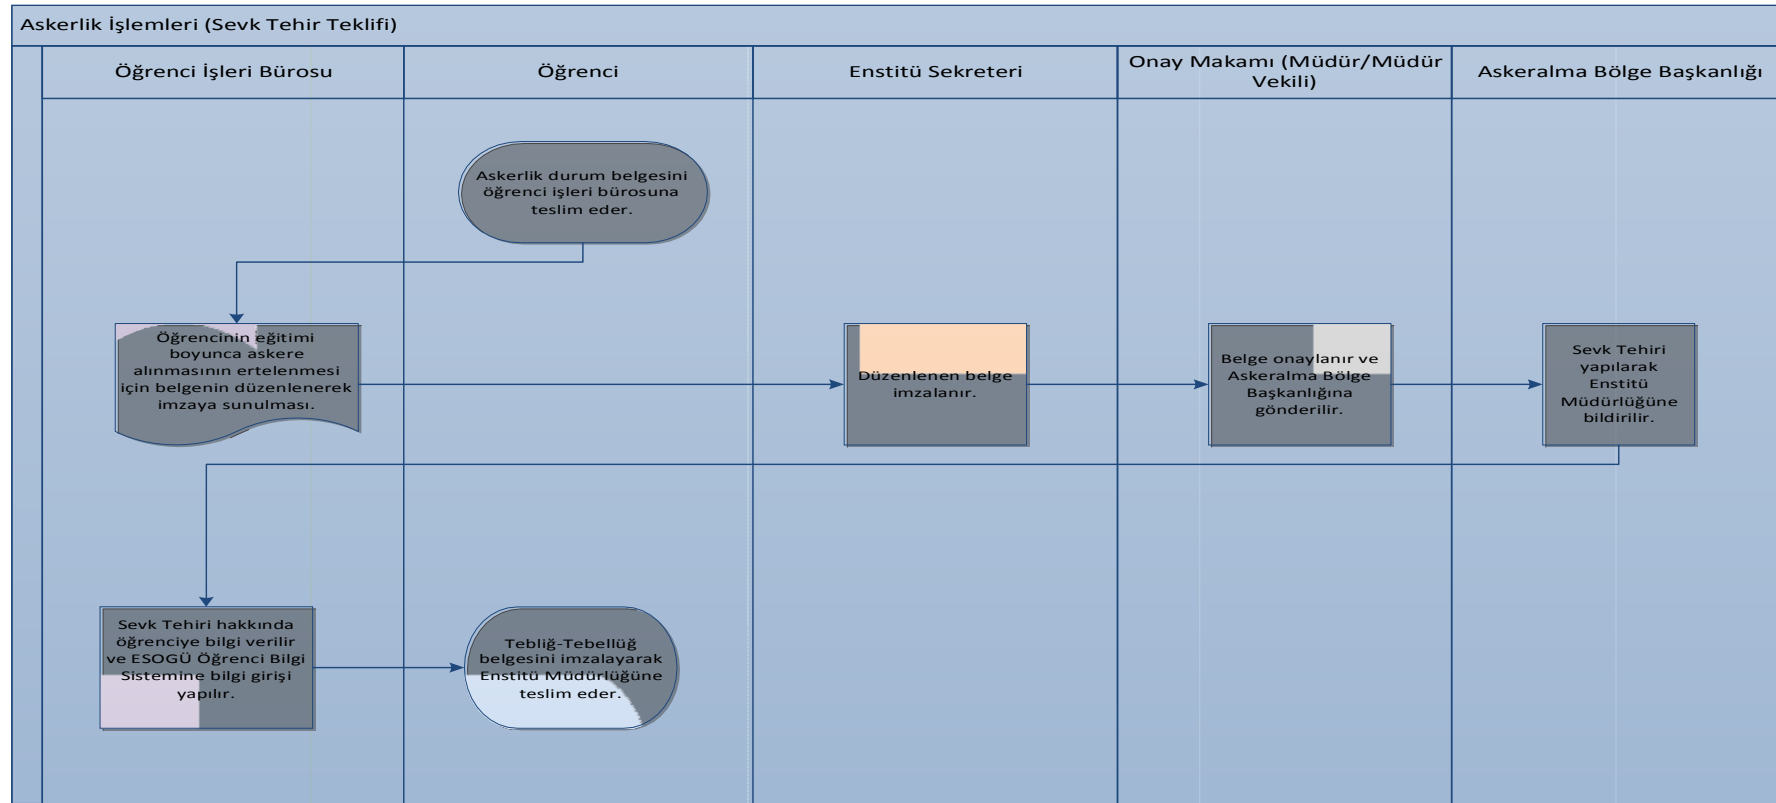 Askerlik İşlemleri (Sevk Tehir Teklifi)
Öğrenci İşleri Bürosu
Öğrenci
Enstitü Sekreteri
Onay Makamı (Müdür/Müdür
Vekili)
Askeralma Bölge Başkanlığı
Askerlik durum belgesini
öğrenci işleri bürosuna
teslim eder.
Öğrencinin eğitimi
boyunca askere
alınmasının ertelenmesi
için belgenin düzenlenerek
imzaya sunulması.
Düzenlenen belge
imzalanır.
Belge onaylanır ve
Askeralma Bölge
Başkanlığına
gönderilir.
Sevk Tehiri
yapılarak
Enstitü
Müdürlüğüne
bildirilir.
Sevk Tehiri hakkında
öğrenciye bilgi verilir
ve ESOGÜ Öğrenci Bilgi
Sistemine bilgi girişi
yapılır.
Tebliğ-Tebellüğ
belgesini imzalayarak
Enstitü Müdürlüğüne
teslim eder.